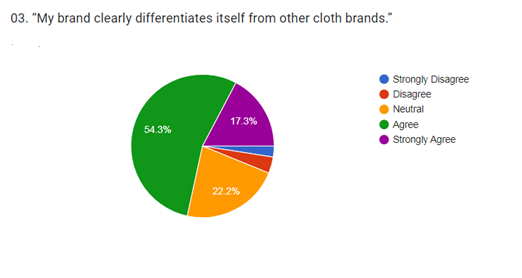 03. “My brand clearly differentiates itself from other cloth brands.”
Strongly Disagree
Disagree
Neutral
Agree
Strongly Agree
54.3%
17.3%
22.2%